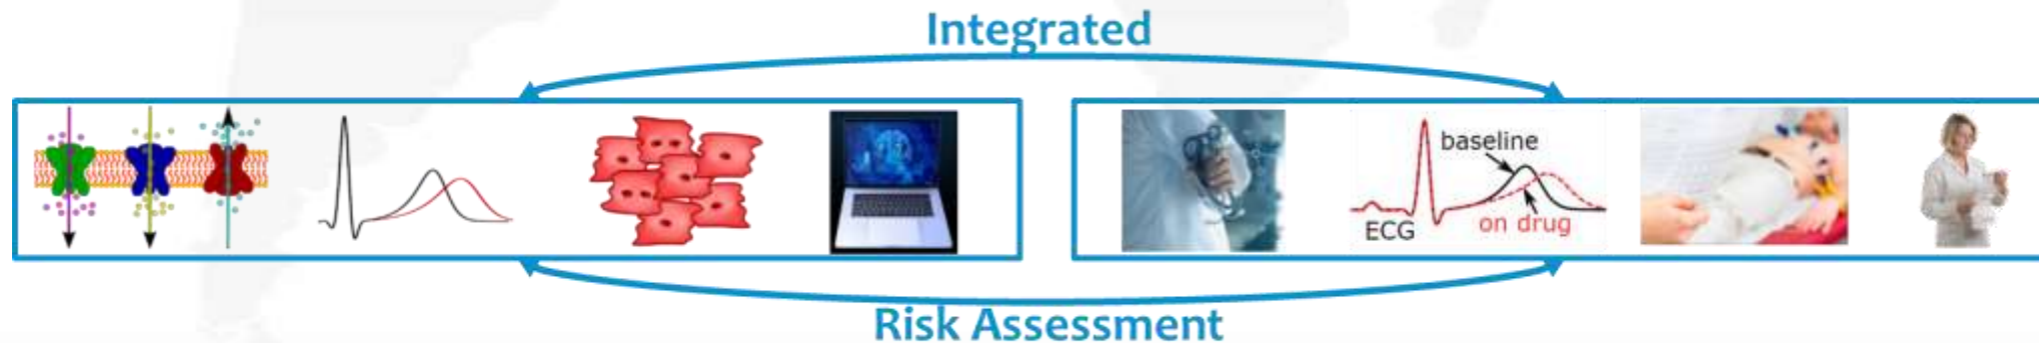 Integrated
baseline
ECG
on drug
Risk Assessment